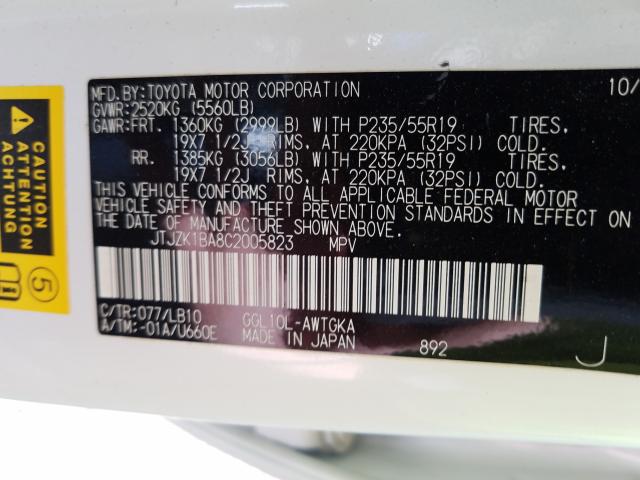 MFD.BY:TOYOTA MOTOR CORPORATION 10/
GVWR:2520KG (5560LB)
GAWR:FRT. 1360KG (2999LB) WITH P235/55R19 TIRES,
19X7 1/2J RIMS. AT 220KPA (32PSI) COLD.
RR. 1385KG (3056LB) WITH P235/55R19 TIRES,
19X7 1/2J RIMS. AT 220KPA (32PSI) COLD.
THIS VEHICLE CONFORMS TO ALL APPLICABLE FEDERAL MOTOR
VEHICLE SAFETY AND THEFT PREVENTION STANDARDS IN EFFECT ON
THE DATE OF MANUFACTURE SHOWN ABOVE.
JTJZK1BA8C2005823 MPV
C/TR:077/LB10 GGL10L-AWTGKA
A/TM:-01A/U660E MADE IN JAPAN 892 J
CAUTION
ATTENTION
ACHTUNG
5